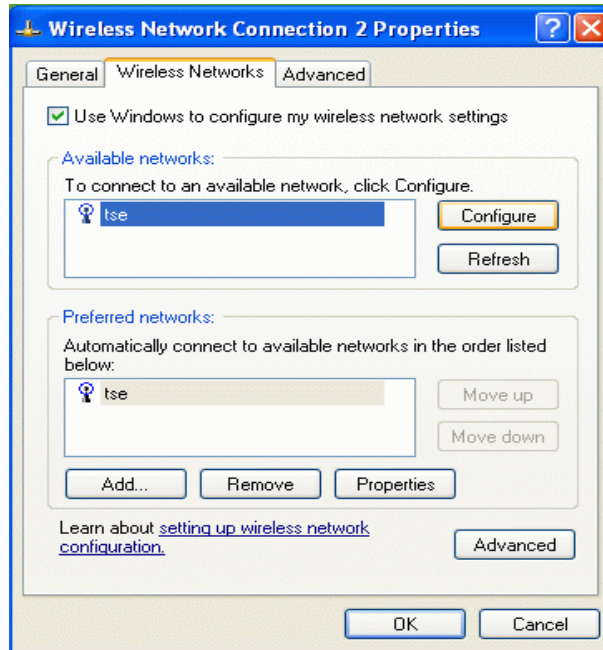 Wireless Network Connection 2 Properties
General Wireless Networks Advanced
Use Windows to configure my wireless network settings
Available networks:
To connect to an available network, click Configure.
tse
Configure
Refresh
Preferred networks:
Automatically connect to available networks in the order listed
below:
tse
Move up
Move down
Add... Remove Properties
Learn about setting up wireless network
configuration.
Advanced
OK Cancel